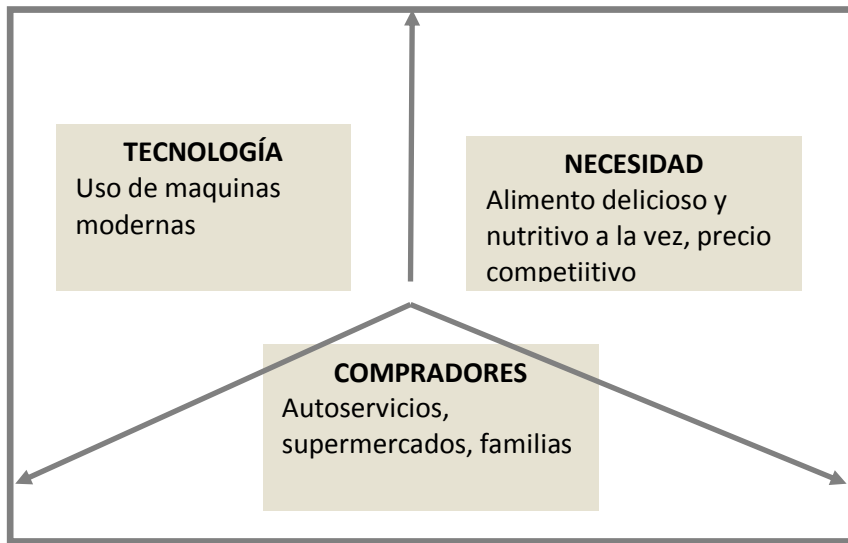 TECNOLOGÍA
Uso de maquinas
modernas
NECESIDAD
Alimento delicioso y
nutritivo a la vez, precio
competiitivo
COMPRADORES
Autoservicios,
supermercados, familias